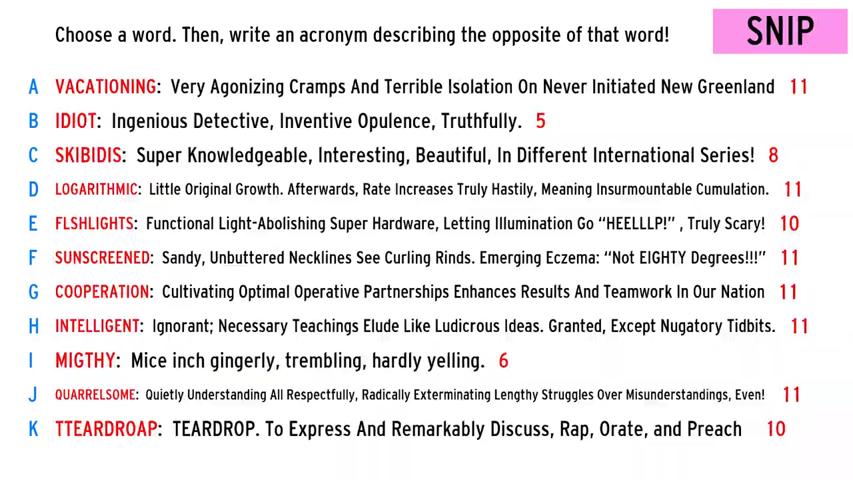 Choose a word. Then, write an acronym describing the opposite of that word!
SNIP
A VACATIONING: Very Agonizing Cramps And Terrible Isolation On Never Initiated New Greenland 11
B IDIOT: Ingenious Detective, Inventive Opulence, Truthfully. 5
C SKIBIDIS: Super Knowledgeable, Interesting, Beautiful, In Different International Series! 8
D LOGARITHMIC: Little Original Growth. Afterwards, Rate Increases Truly Hastily, Meaning Insurmountable Cumulation. 11
E FLSHLIGHTS: Functional Light-Abolishing Super Hardware, Letting Illumination Go “HEELLLP!” , Truly Scary! 10
F SUNSCREENED: Sandy, Unbuttered Necklines See Curling Rinds. Emerging Eczema: “Not EIGHTY Degrees!!!” 11
G COOPERATION: Cultivating Optimal Operative Partnerships Enhances Results And Teamwork In Our Nation 11
H INTELLIGENT: Ignorant; Necessary Teachings Elude Like Ludicrous Ideas. Granted, Except Nugatory Tidbits. 11
I MIGTHY: Mice inch gingerly, trembling, hardly yelling. 6
J QUARRELSOME: Quietly Understanding All Respectfully, Radically Exterminating Lengthy Struggles Over Misunderstandings, Even! 11
K TTEARDROAP: TEARDROP. To Express And Remarkably Discuss, Rap, Orate, and Preach 10